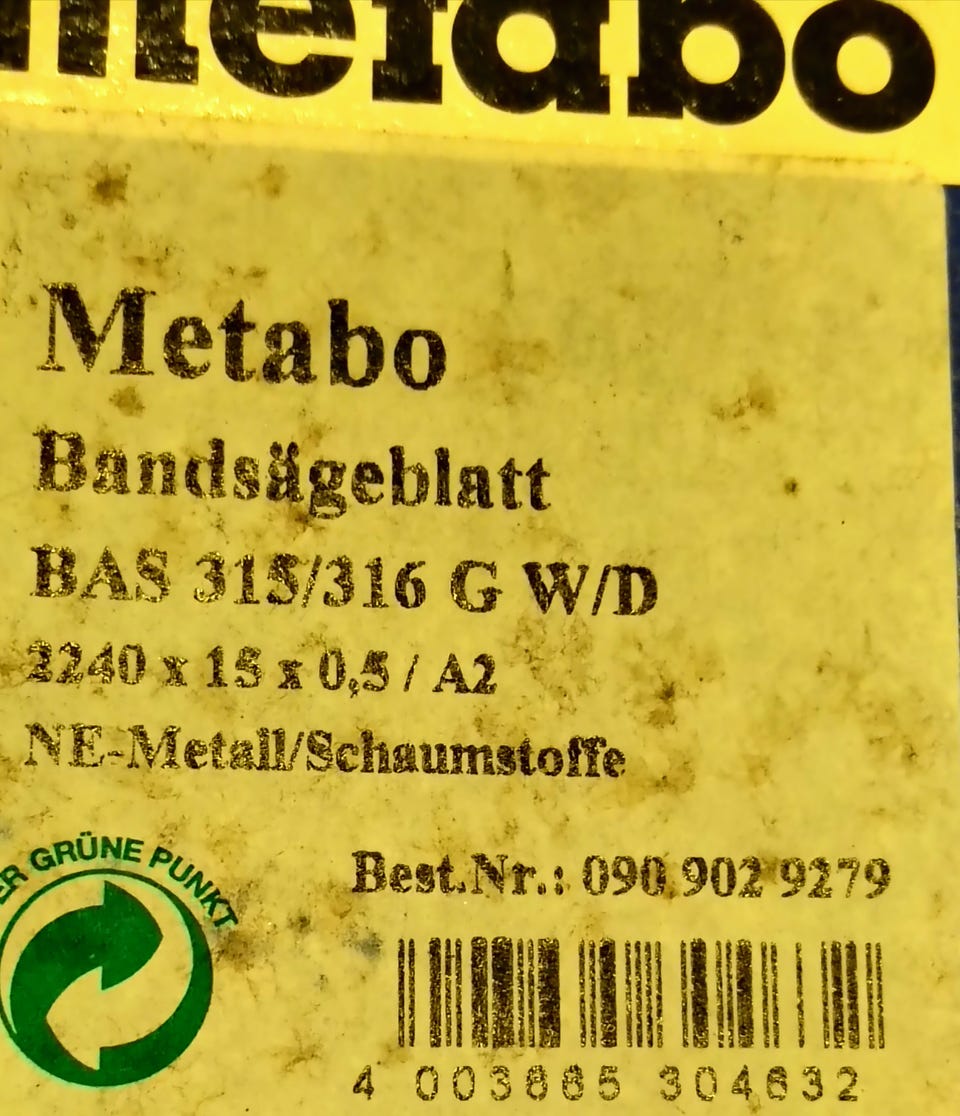 metabo
Metabo
Bandsägeblatt
BAS 315/316 G W/D
2240 x 15 x 0,5 / A2
NE-Metall/Schaumstoffe
ER GRÜNE PUNKT
Best.Nr.: 090 902 9279
4 003665 304632